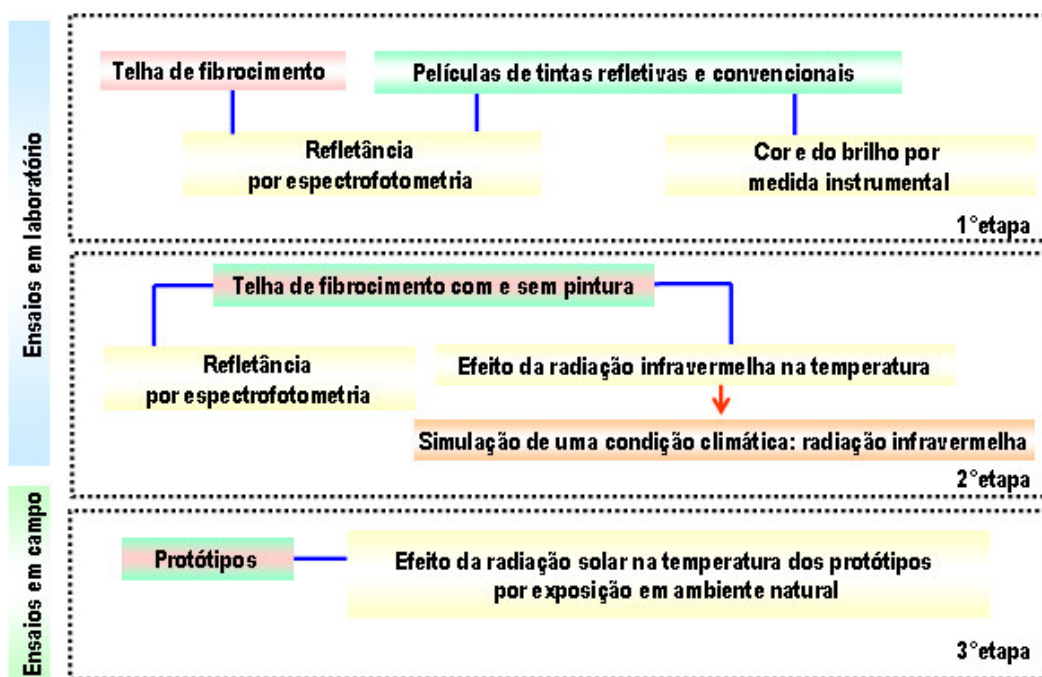 Ensaios em laboratório
Telha de fibrocimento
Películas de tintas refletivas e convencionais
Refletância
por espectrofotometria
Cor e do brilho por
medida instrumental
1°etapa
Telha de fibrocimento com e sem pintura
Refletância
por espectrofotometria
Efeito da radiação infravermelha na temperatura
Simulação de uma condição climática: radiação infravermelha
2°etapa
Ensaios em campo
Protótipos
Efeito da radiação solar na temperatura dos protótipos
por exposição em ambiente natural
3°etapa